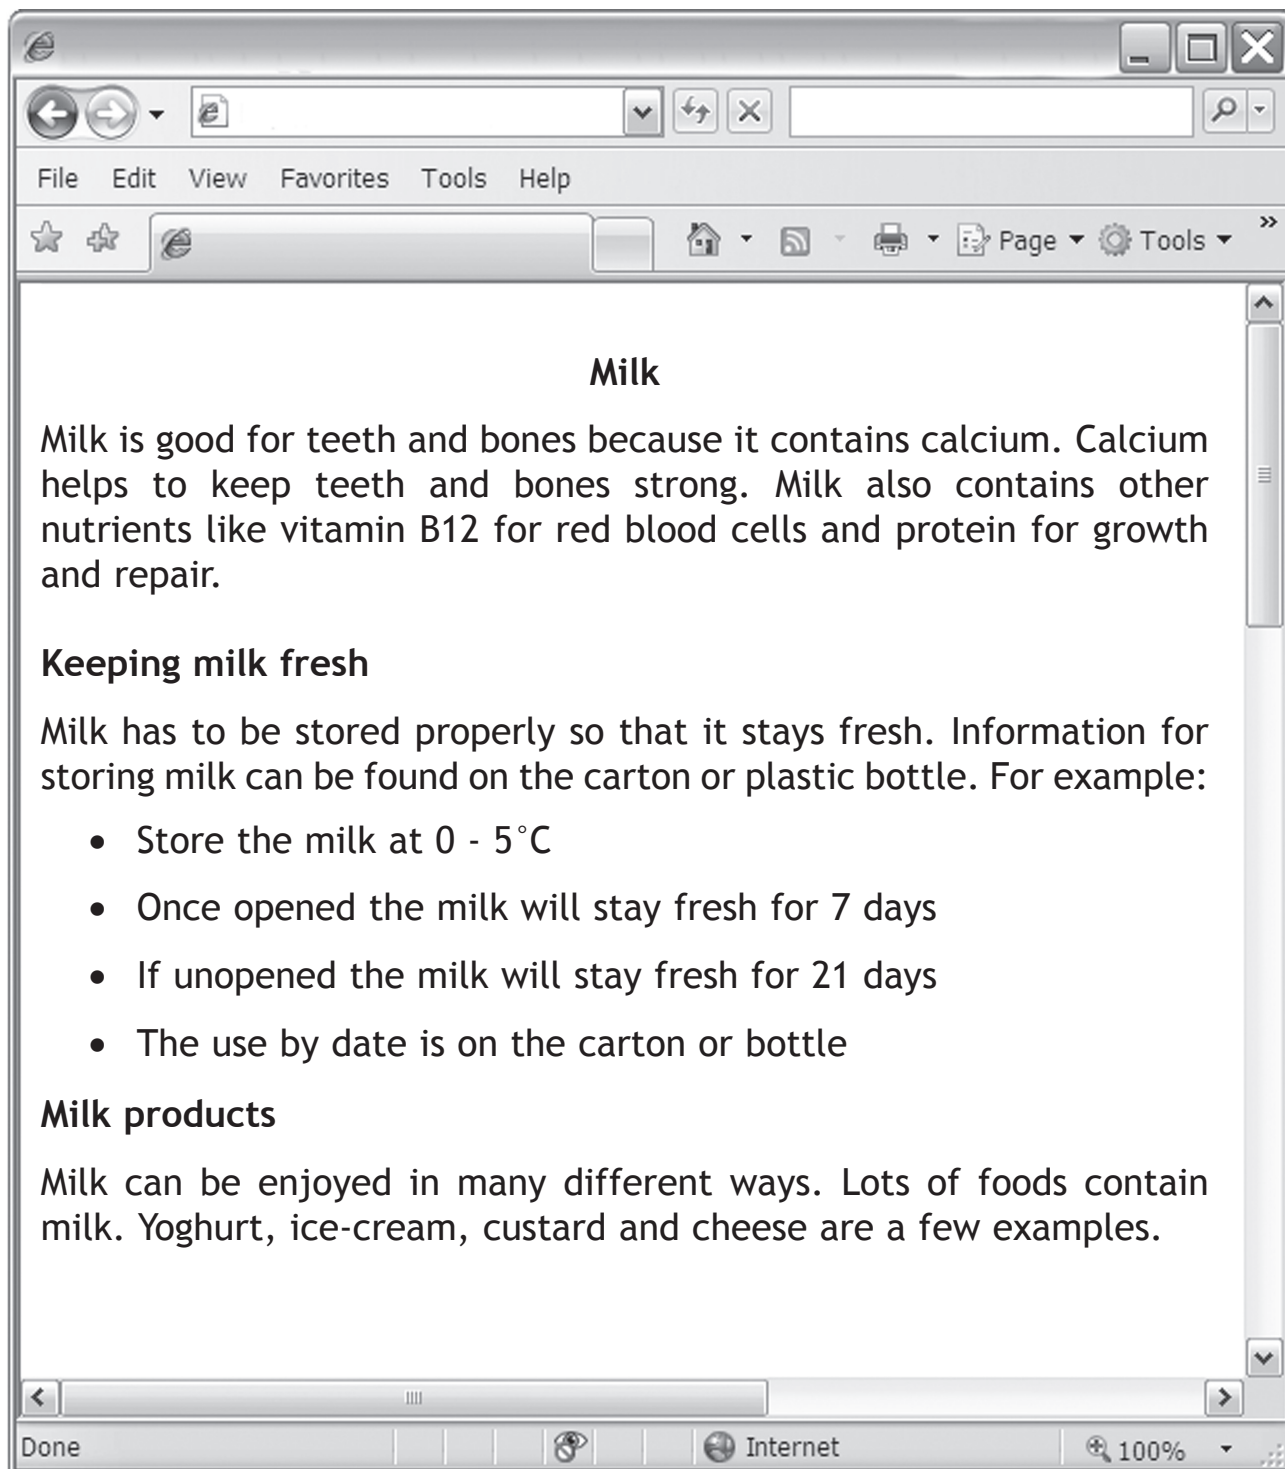 File Edit View Favorites Tools Help
Page Tools »
Milk
Milk is good for teeth and bones because it contains calcium. Calcium
helps to keep teeth and bones strong. Milk also contains other
nutrients like vitamin B12 for red blood cells and protein for growth
and repair.
Keeping milk fresh
Milk has to be stored properly so that it stays fresh. Information for
storing milk can be found on the carton or plastic bottle. For example:
• Store the milk at 0 - 5°C
• Once opened the milk will stay fresh for 7 days
• If unopened the milk will stay fresh for 21 days
• The use by date is on the carton or bottle
Milk products
Milk can be enjoyed in many different ways. Lots of foods contain
milk. Yoghurt, ice-cream, custard and cheese are a few examples.
Done Internet 100%